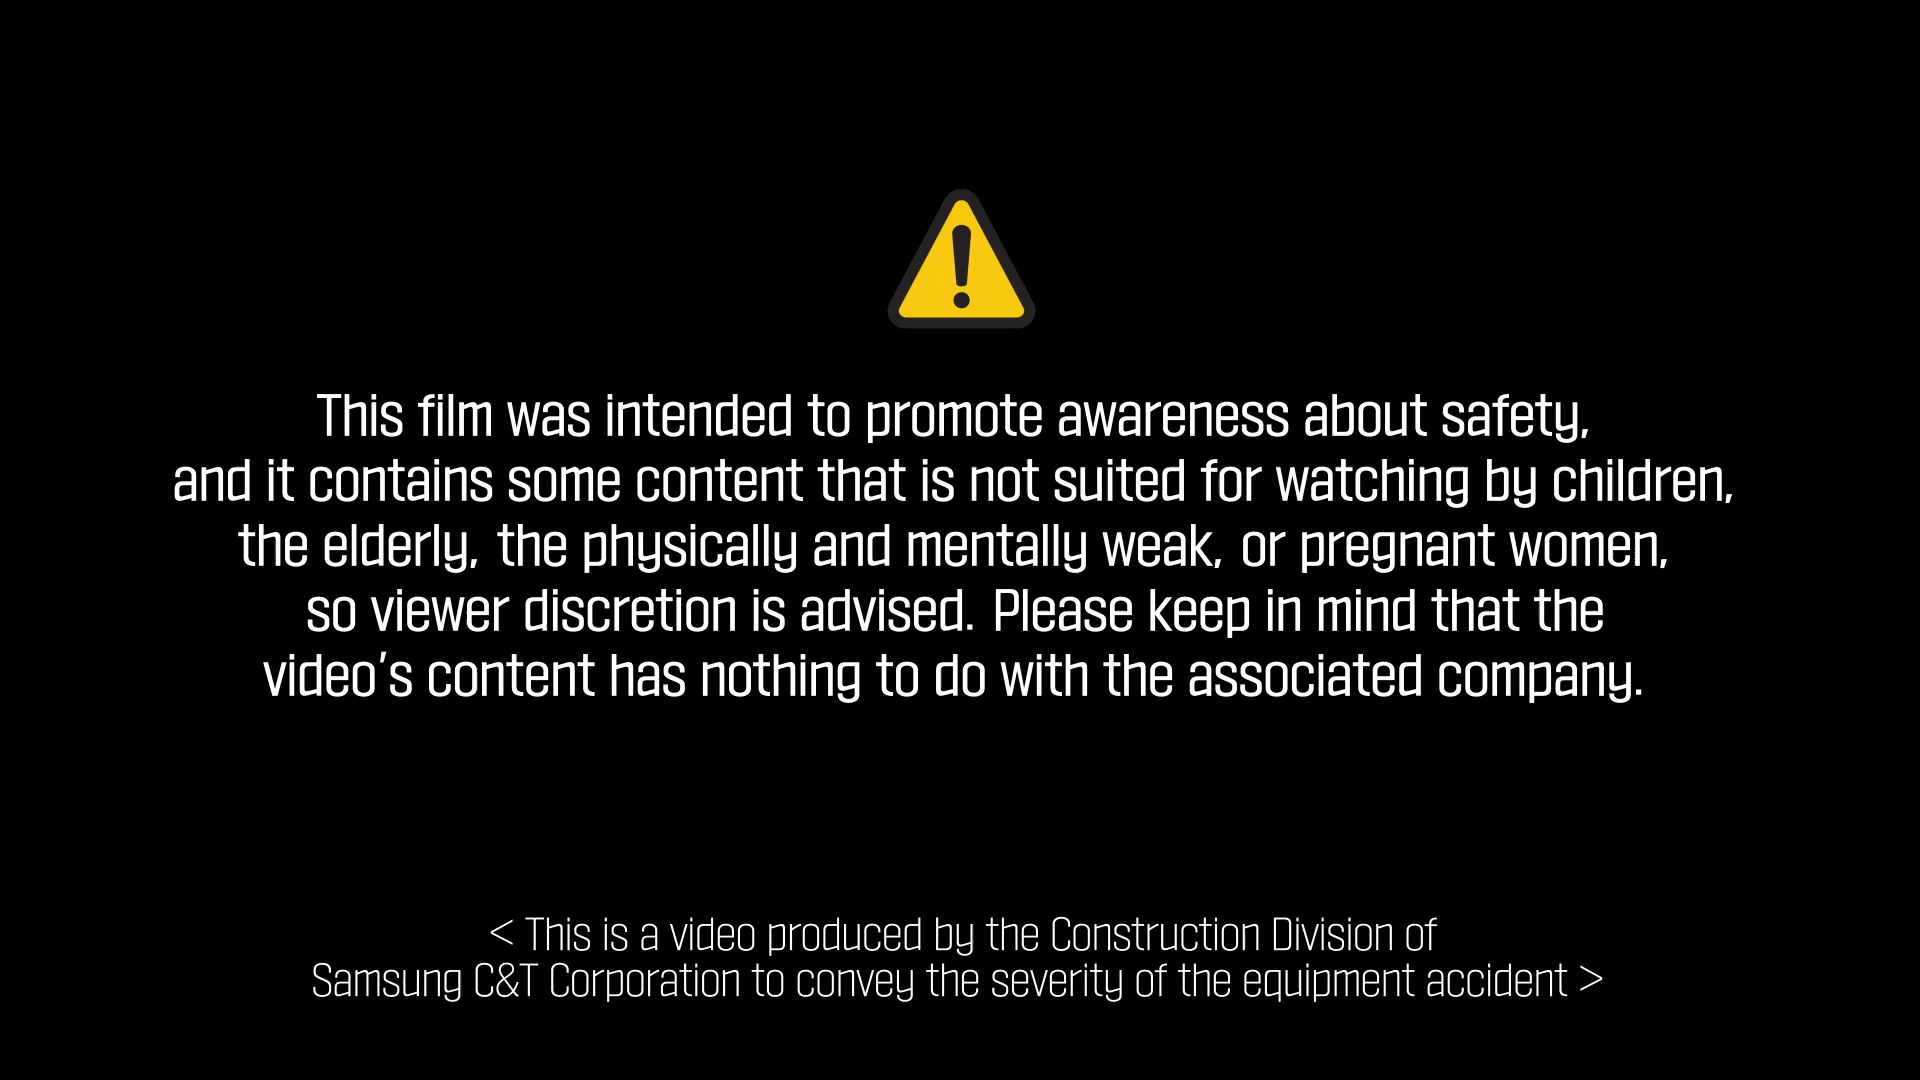 This film was intended to promote awareness about safety,
and it contains some content that is not suited for watching by children,
the elderly, the physically and mentally weak, or pregnant women,
so viewer discretion is advised. Please keep in mind that the
video's content has nothing to do with the associated company.
< This is a video produced by the Construction Division of
Samsung C&T Corporation to convey the severity of the equipment accident >